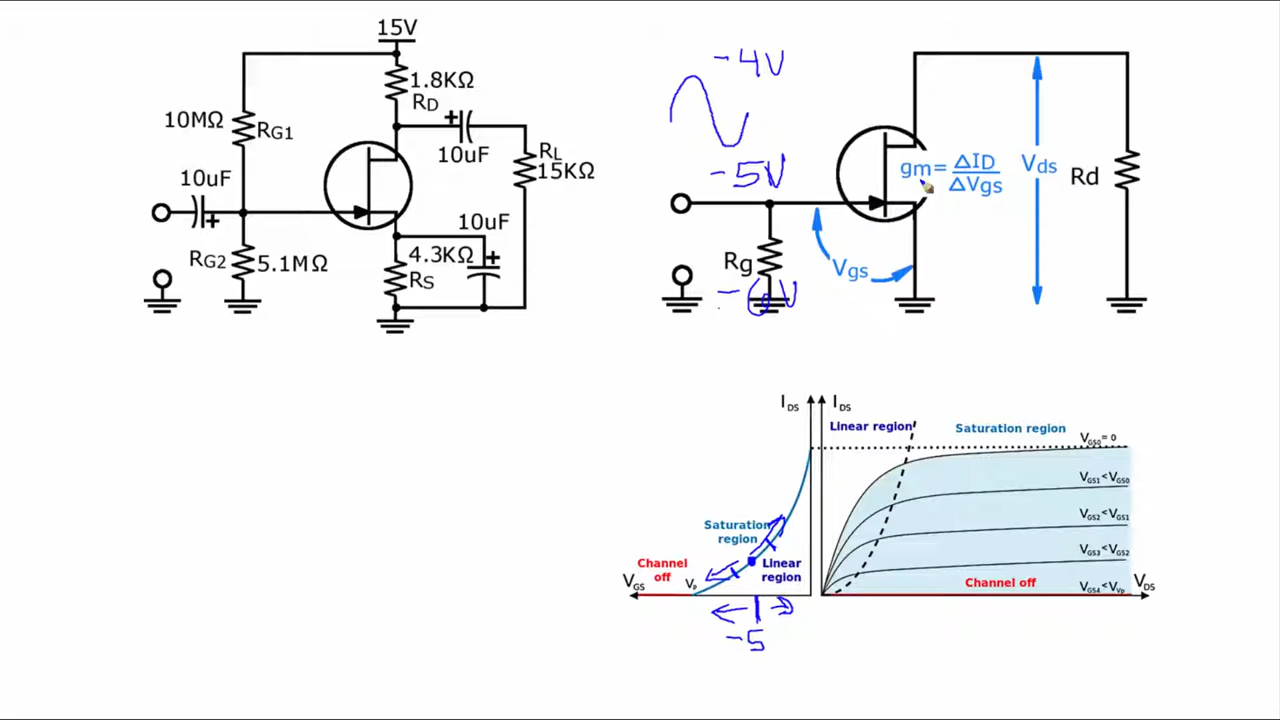 15V
1.8KΩ
RD
10MΩ
RG1
10uF
10uF
RL
15KΩ
10uF
RG2
5.1MΩ
4.3KΩ
RS
-4V
-5V
-6V
gm=ΔID/ΔVgs
Vds
Rd
Rg
Vgs
IDS
IDS
Linear region
Saturation region
VGS0= 0
VGS1<VGS0
VGS2<VGS1
VGS3<VGS2
VGS4<VVp
Saturation
region
Channel
off
Linear
region
Channel off
VGS
VP
VDS
-5